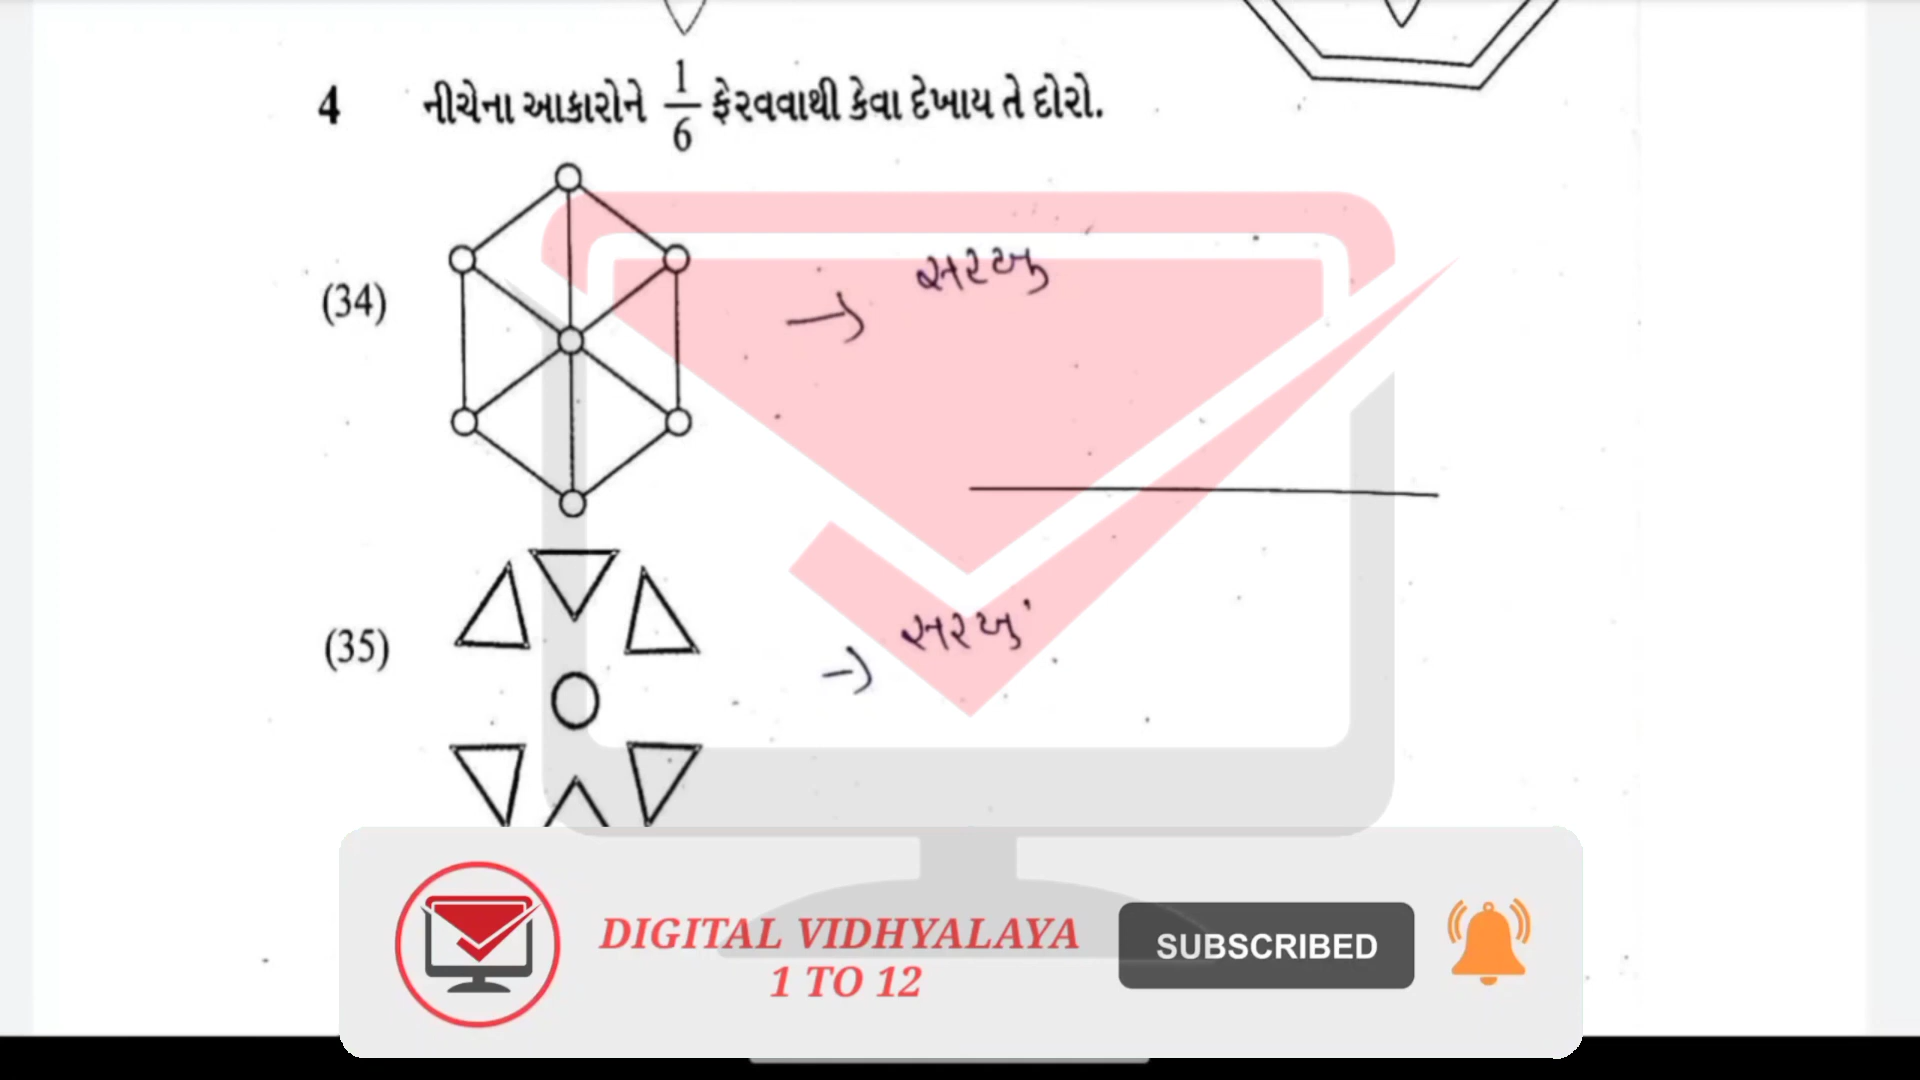 4 નીચેના આકારોને 1/6 ફેરવવાથી કેવા દેખાય તે દોરો.
(34) → સરખુ
(35) → સરખુ
DIGITAL VIDHYALAYA
1 TO 12
SUBSCRIBED